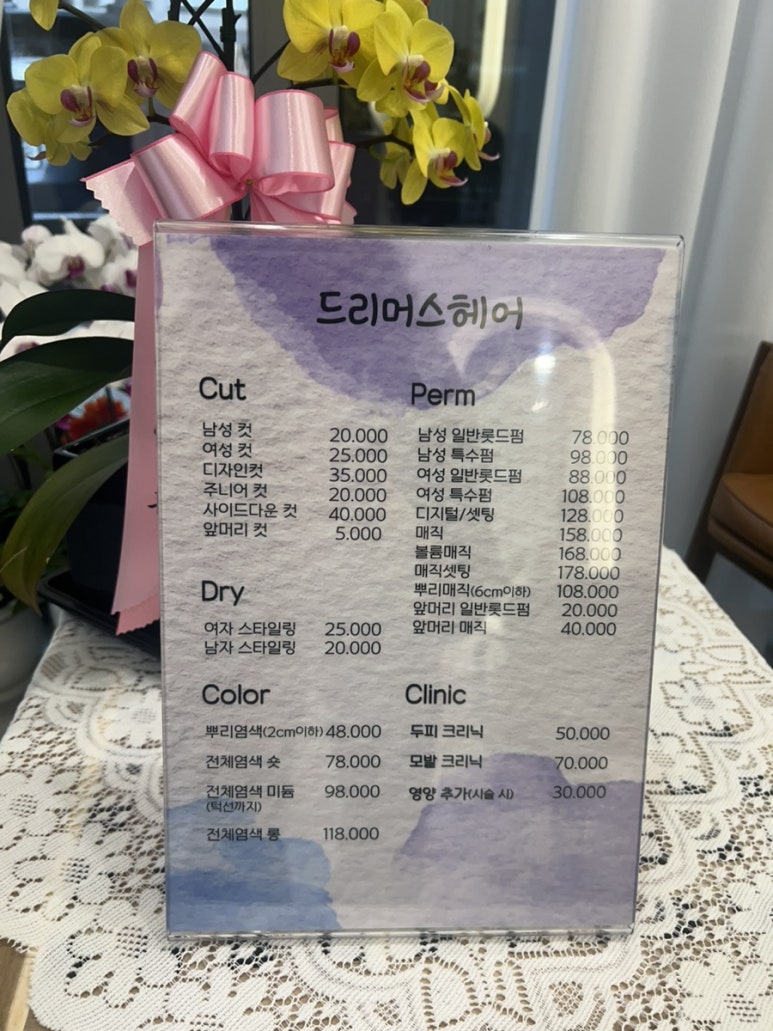 드리머스헤어
Cut
남성 컷 20.000
여성 컷 25.000
디자인컷 35.000
주니어 컷 20.000
사이드다운 컷 40.000
앞머리 컷 5.000
Dry
여자 스타일링 25.000
남자 스타일링 20.000
Color
뿌리염색(2cm이하) 48.000
전체염색 숏 78.000
전체염색 미듐 98.000
(턱선까지)
전체염색 롱 118.000
Perm
남성 일반롯드펌 78.000
남성 특수펌 98.000
여성 일반롯드펌 88.000
여성 특수펌 108.000
디지털/셋팅 128.000
매직 158.000
볼륨매직 168.000
매직셋팅 178.000
뿌리매직(6cm이하) 108.000
앞머리 일반롯드펌 20.000
앞머리 매직 40.000
Clinic
두피 크리닉 50.000
모발 크리닉 70.000
영양 추가(시술 시) 30.000